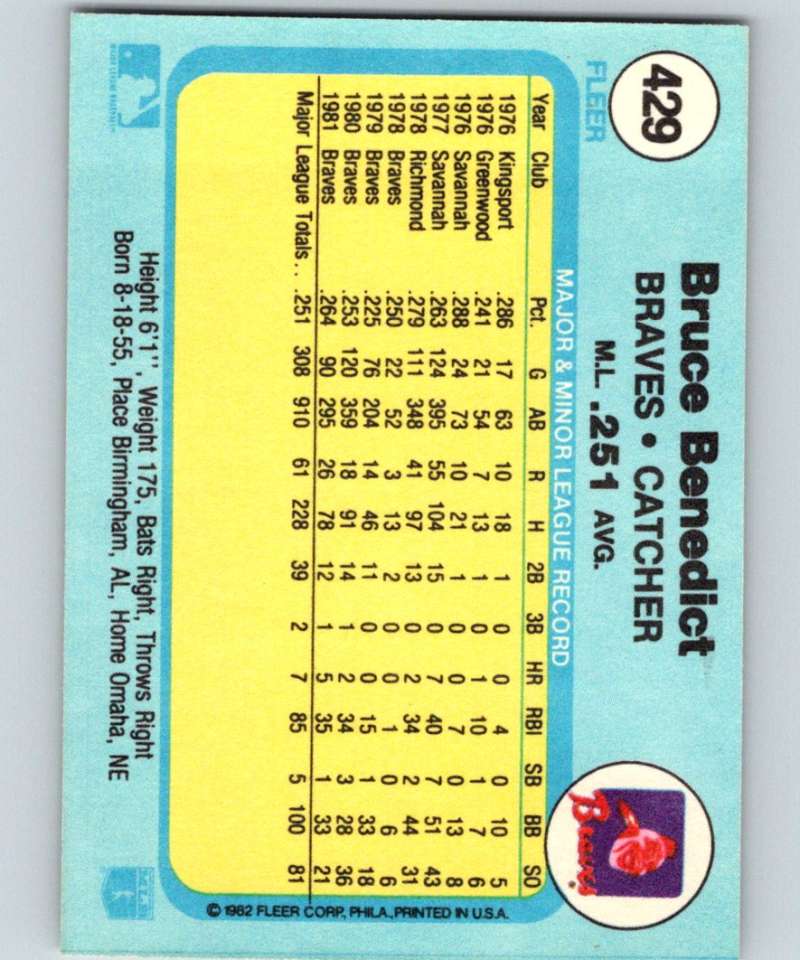 429
FLEER
Bruce Benedict
BRAVES • CATCHER
M.L. .251 AVG.
Braves
MAJOR & MINOR LEAGUE RECORD
Year Club Pct. G AB R H 2B 3B HR RBI SB BB SO
1976 Kingsport .286 17 63 10 18 1 0 0 4 0 10 5
1976 Greenwood .241 21 54 7 13 1 0 1 10 1 7 6
1976 Savannah .288 24 73 10 21 1 0 0 7 0 13 8
1977 Savannah .263 124 395 55 104 15 0 7 40 7 51 43
1978 Richmond .279 111 348 41 97 13 0 2 34 2 44 31
1978 Braves .250 22 52 3 13 2 0 0 1 0 6 6
1979 Braves .225 76 204 14 46 11 0 0 15 1 33 18
1980 Braves .253 120 359 18 91 14 1 2 34 3 28 36
1981 Braves .264 90 295 26 78 12 1 5 35 1 33 21
Major League Totals. . .251 308 910 61 228 39 2 7 85 5 100 81
© 1982 FLEER CORP., PHILA., PRINTED IN U.S.A.
Height 6'1", Weight 175, Bats Right, Throws Right
Born 8-18-55, Place Birmingham, AL, Home Omaha, NE